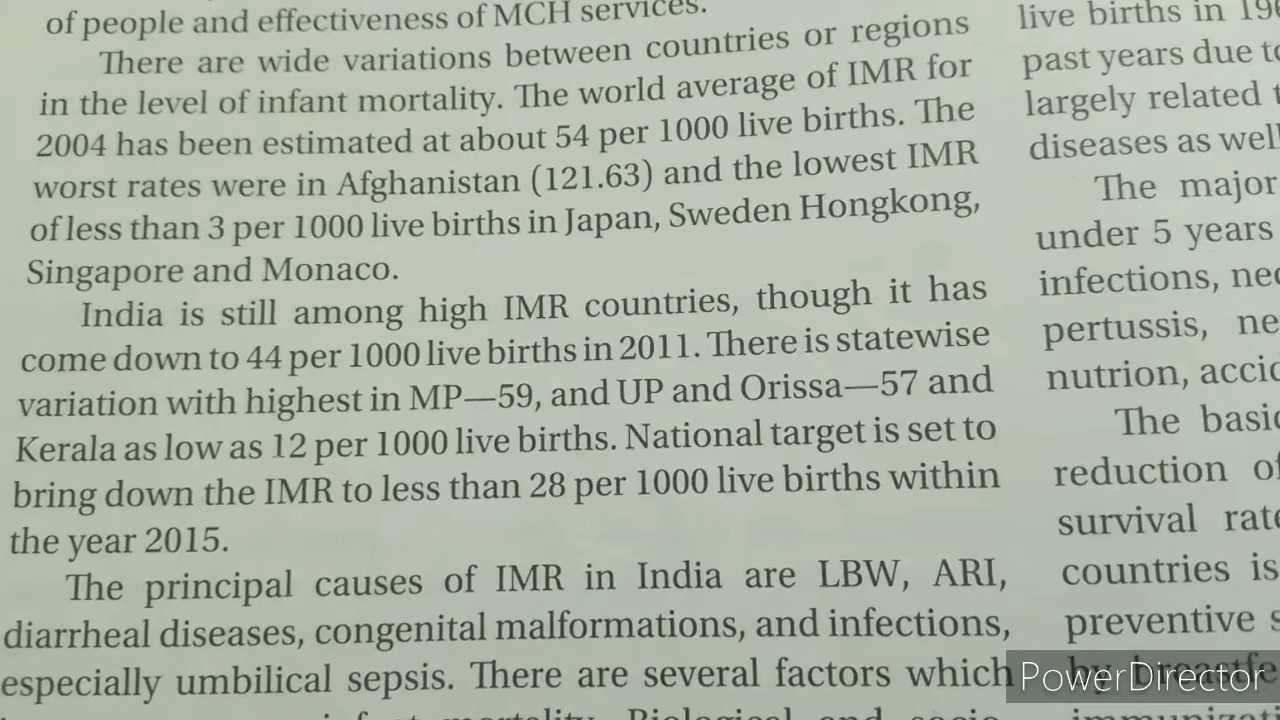 of people and effectiveness of MCH services.
There are wide variations between countries or regions
in the level of infant mortality. The world average of IMR for
2004 has been estimated at about 54 per 1000 live births. The
worst rates were in Afghanistan (121.63) and the lowest IMR
of less than 3 per 1000 live births in Japan, Sweden Hongkong,
Singapore and Monaco.
India is still among high IMR countries, though it has
come down to 44 per 1000 live births in 2011. There is statewise
variation with highest in MP—59, and UP and Orissa—57 and
Kerala as low as 12 per 1000 live births. National target is set to
bring down the IMR to less than 28 per 1000 live births within
the year 2015.
The principal causes of IMR in India are LBW, ARI,
diarrheal diseases, congenital malformations, and infections,
especially umbilical sepsis. There are several factors which
live births in
past years due
largely related
diseases as well
The major
under 5 years
infections,
pertussis,
nutrion,
The
reduction
survival
countries is
preventive
by
PowerDirector